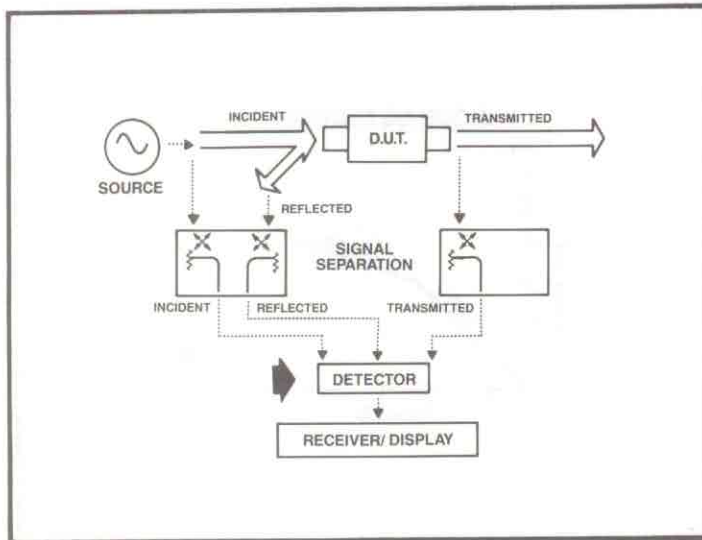 INCIDENT
TRANSMITTED
D.U.T.
SOURCE
REFLECTED
SIGNAL
SEPARATION
INCIDENT
REFLECTED
TRANSMITTED
DETECTOR
RECEIVER/ DISPLAY